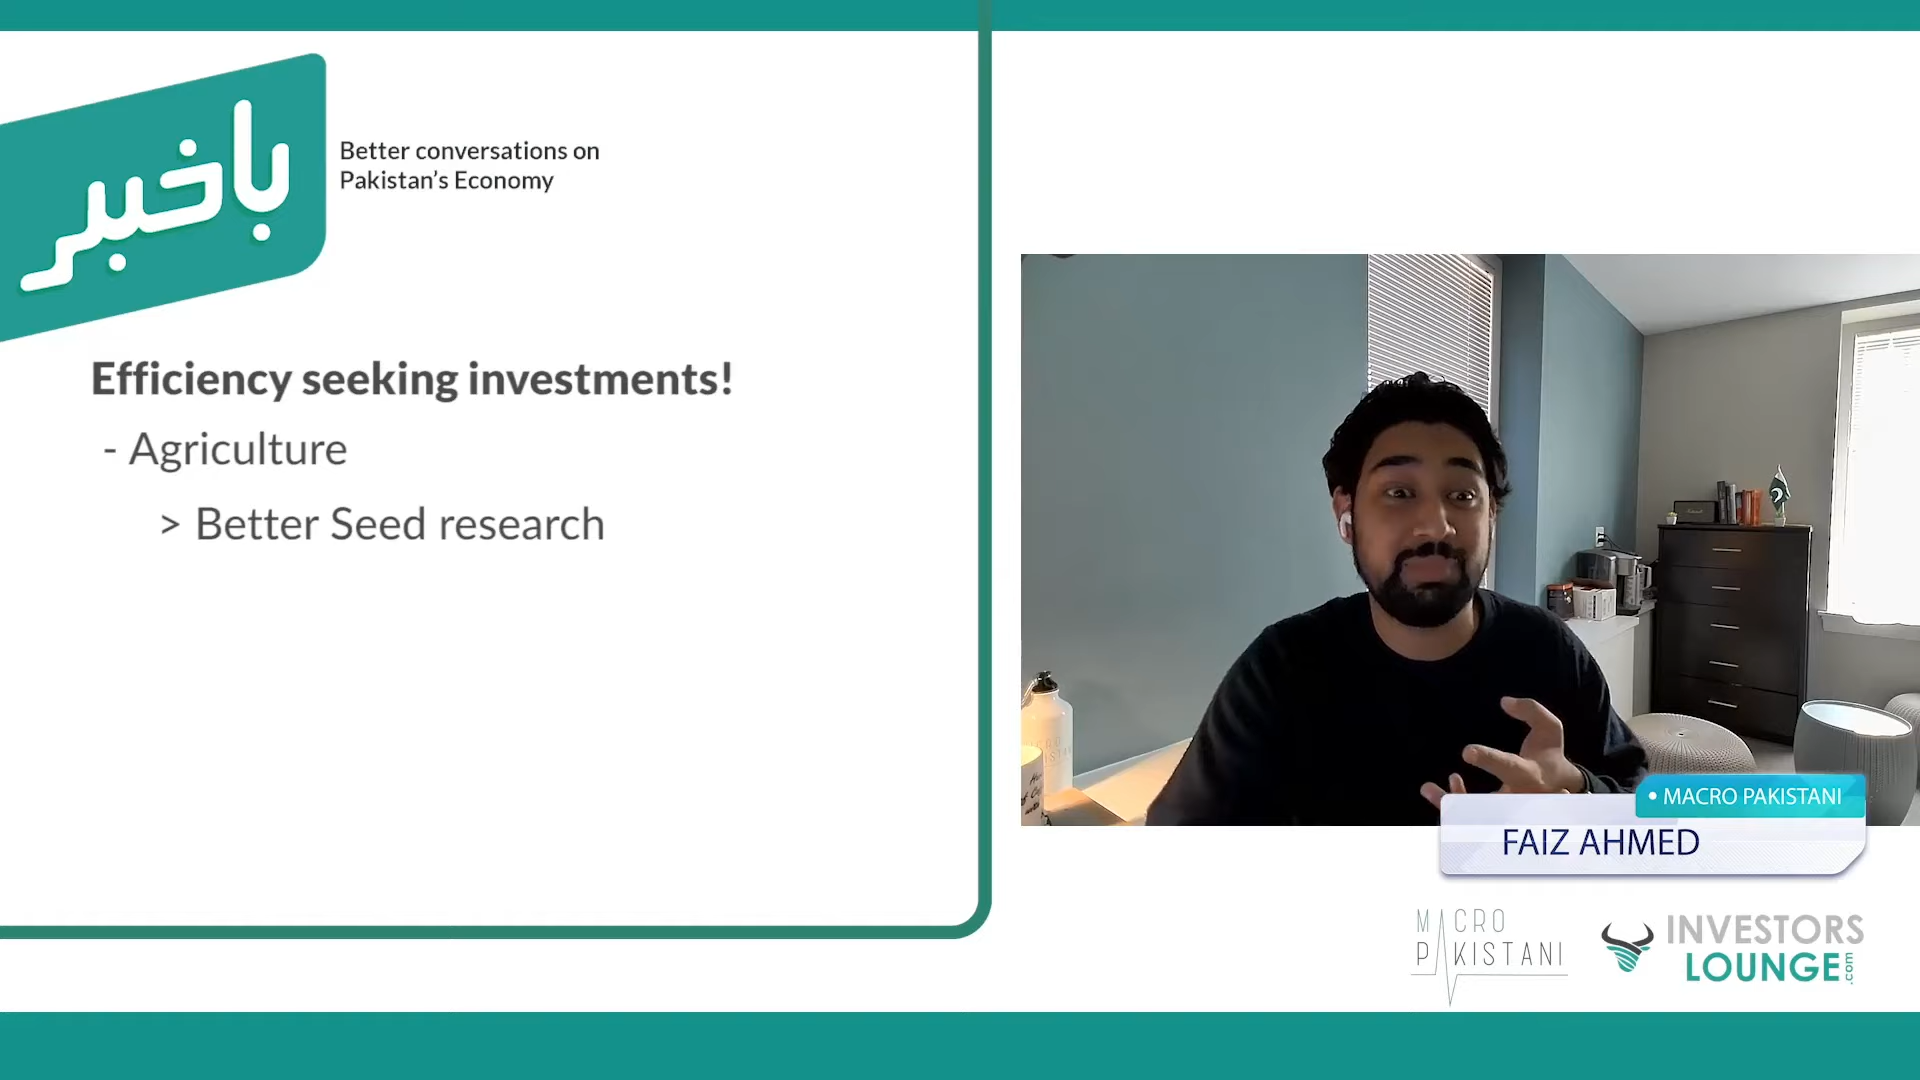 باخبر
Better conversations on
Pakistan's Economy
Efficiency seeking investments!
- Agriculture
> Better Seed research
• MACRO PAKISTANI
FAIZ AHMED
MACRO
PAKISTANI
INVESTORS
LOUNGE.com